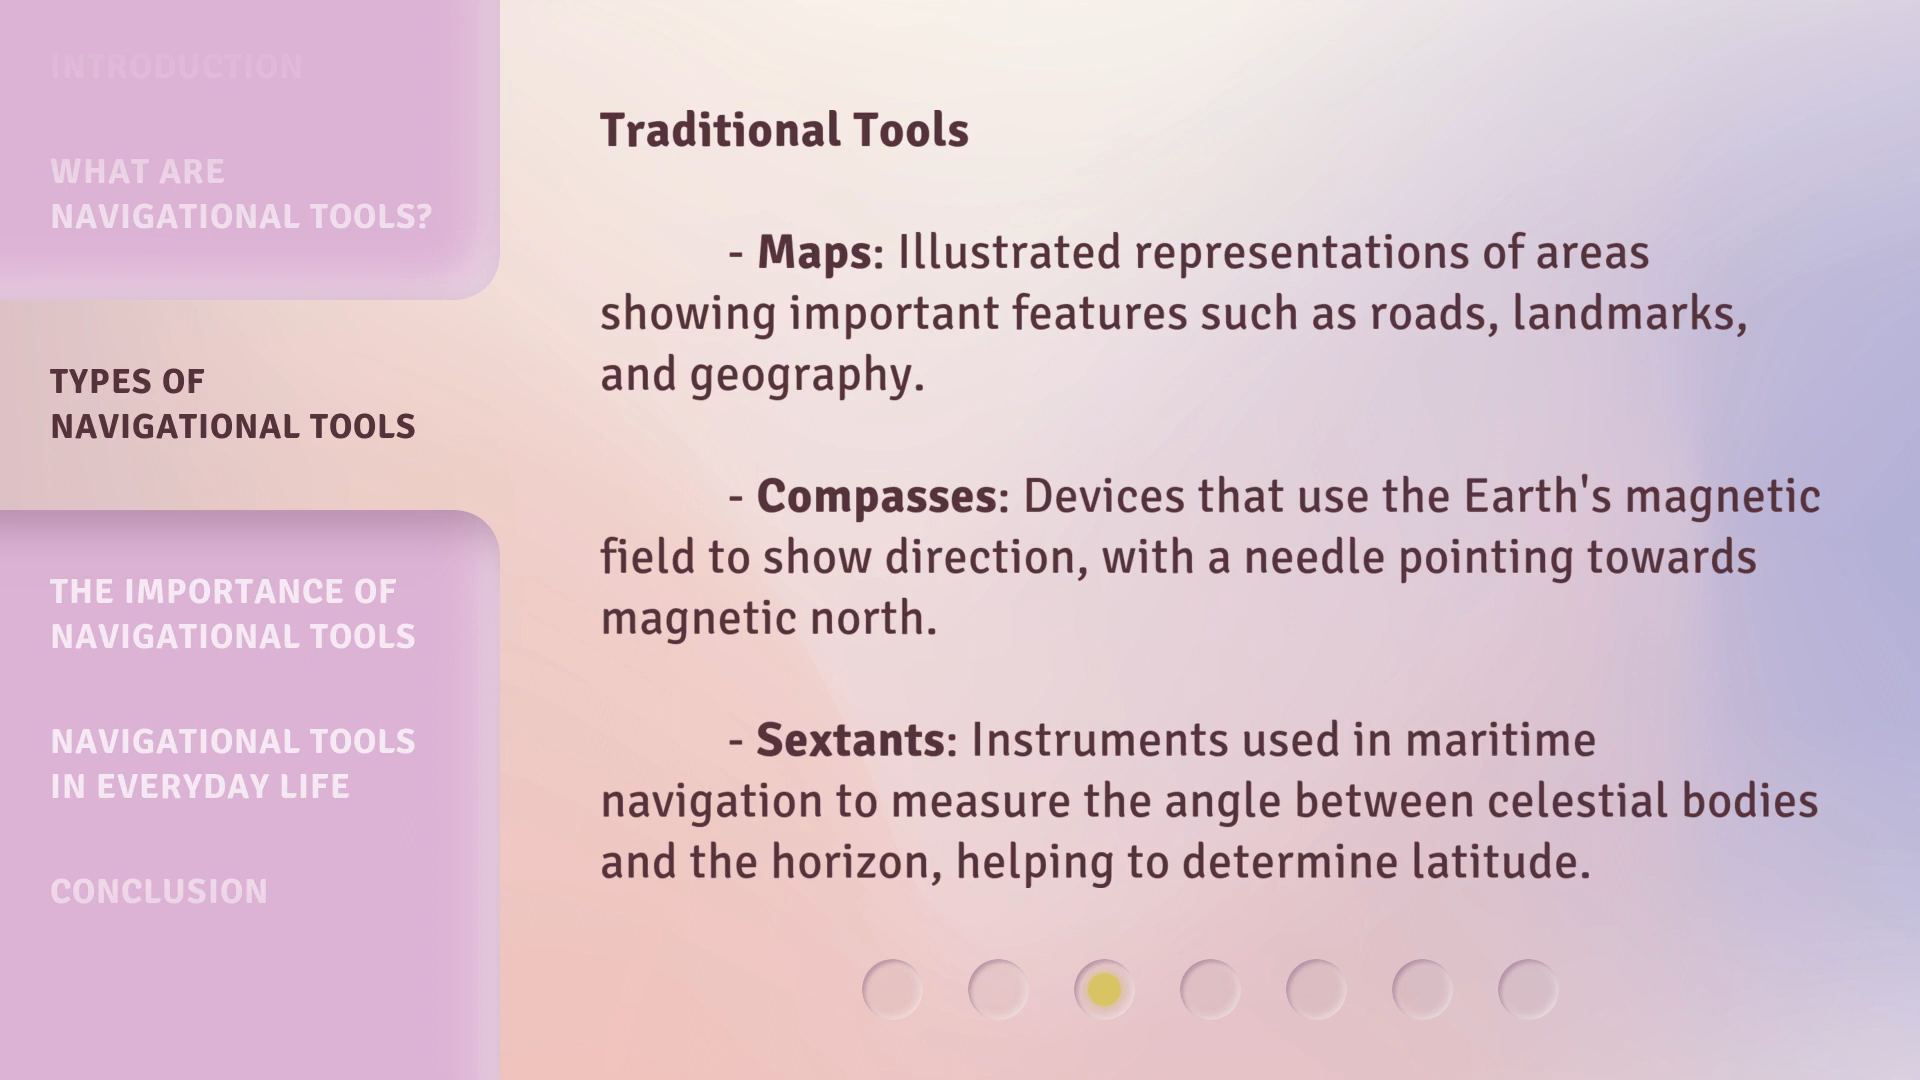 INTRODUCTION
WHAT ARE
NAVIGATIONAL TOOLS?
TYPES OF
NAVIGATIONAL TOOLS
THE IMPORTANCE OF
NAVIGATIONAL TOOLS
NAVIGATIONAL TOOLS
IN EVERYDAY LIFE
CONCLUSION
Traditional Tools
- Maps: Illustrated representations of areas
showing important features such as roads, landmarks,
and geography.
- Compasses: Devices that use the Earth's magnetic
field to show direction, with a needle pointing towards
magnetic north.
- Sextants: Instruments used in maritime
navigation to measure the angle between celestial bodies
and the horizon, helping to determine latitude.